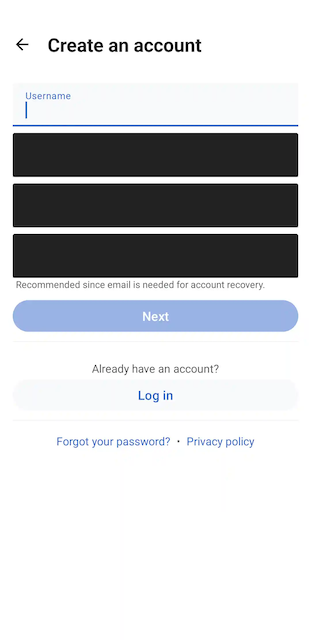 Create an account
Username
Recommended since email is needed for account recovery.
Next
Already have an account?
Log in
Forgot your password? • Privacy policy